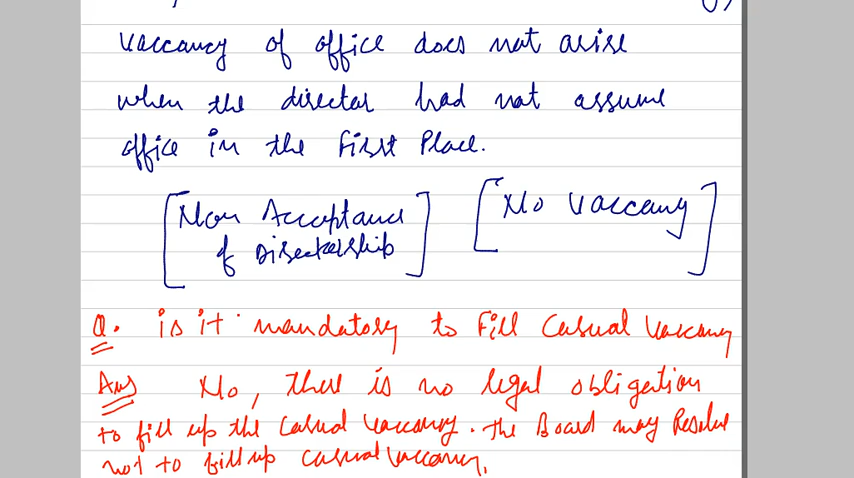 vaccancy of office does not arise
when the director had not assume
office in the First Place.
[Non Acceptance of Directorship] [No vaccancy]
Q. is it mandatory to Fill Casual vaccancy
Ans No, there is no legal obligation
to fill up the Casual vaccancy. The Board may Resolve
not to fill up casual vaccancy.